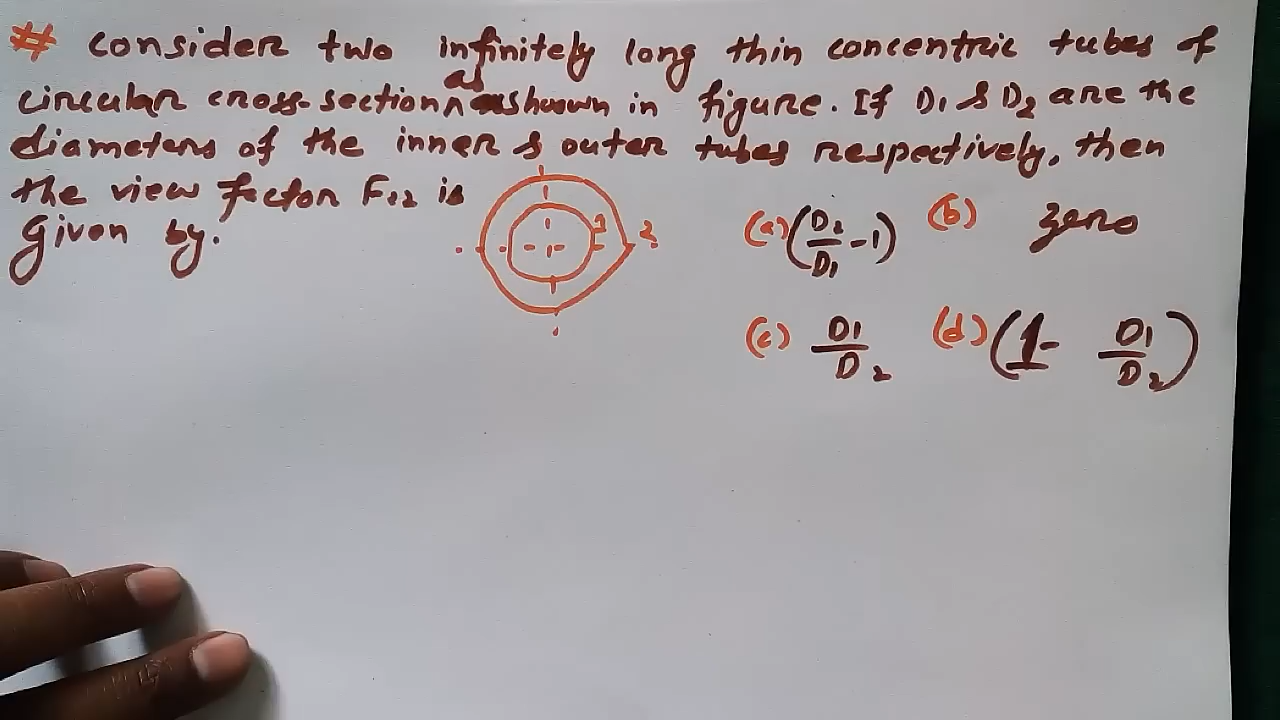 # Consider two infinitely long thin concentric tubes of
circular cross-section as shown in figure. If D1 & D2 are the
diameters of the inner & outer tubes respectively, then
the view factor F12 is
given by.
1 2
(a) (D2/D1 - 1) (b) zero
(c) D1/D2 (d) (1 - D1/D2)